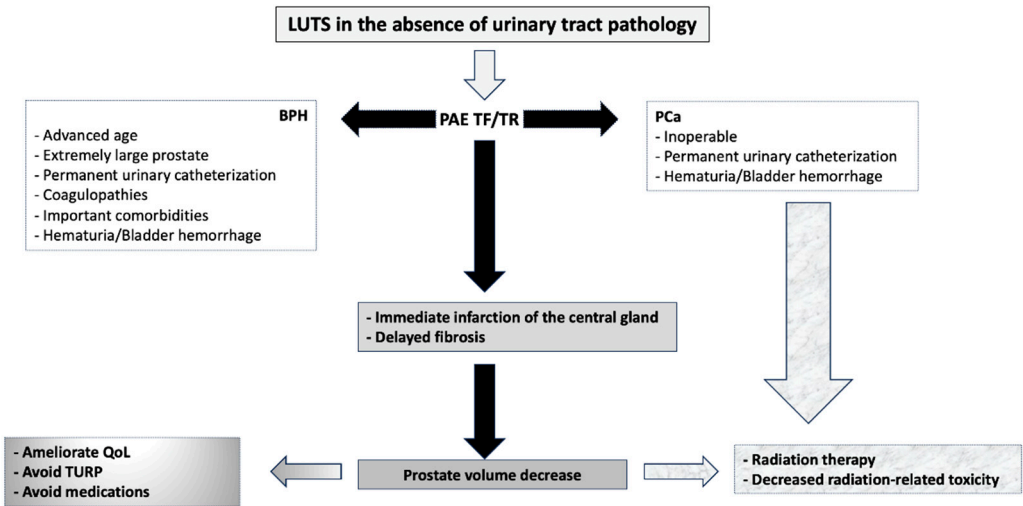 LUTS in the absence of urinary tract pathology
BPH
- Advanced age
- Extremely large prostate
- Permanent urinary catheterization
- Coagulopathies
- Important comorbidities
- Hematuria/Bladder hemorrhage
PAE TF/TR
PCa
- Inoperable
- Permanent urinary catheterization
- Hematuria/Bladder hemorrhage
- Immediate infarction of the central gland
- Delayed fibrosis
- Ameliorate QoL
- Avoid TURP
- Avoid medications
Prostate volume decrease
- Radiation therapy
- Decreased radiation-related toxicity